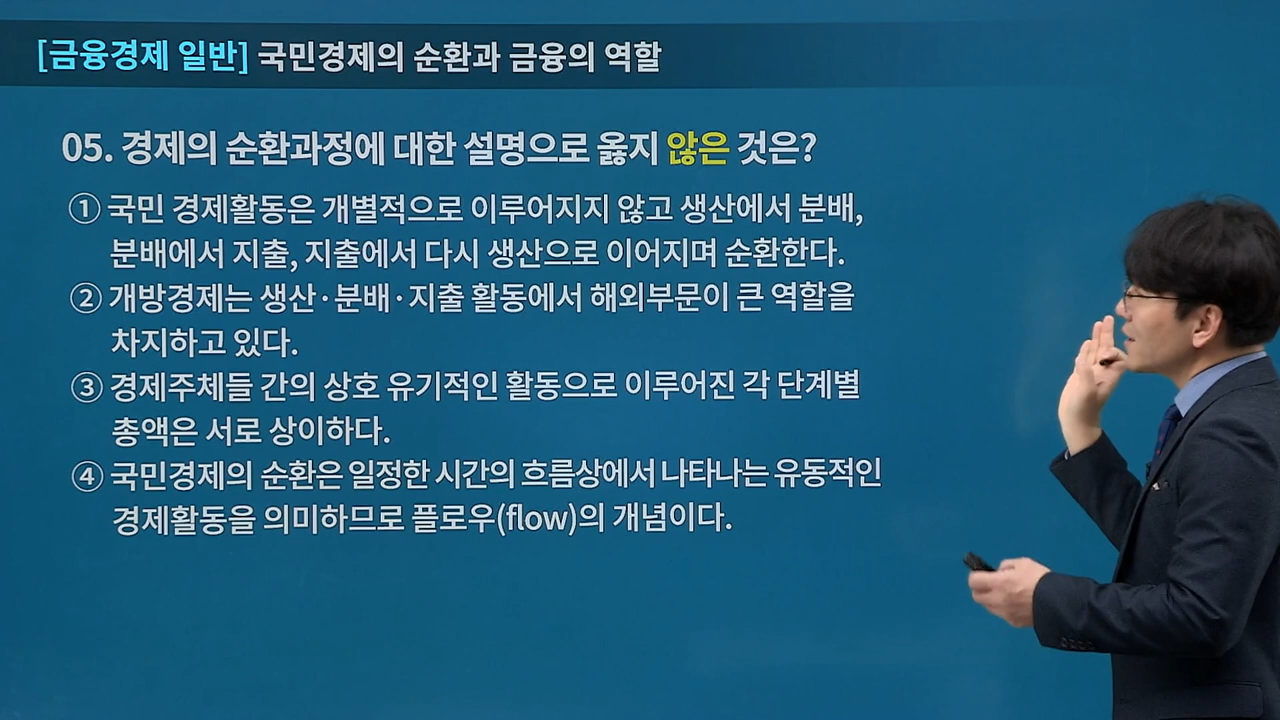 [금융경제 일반] 국민경제의 순환과 금융의 역할
05. 경제의 순환과정에 대한 설명으로 옳지 않은 것은?
① 국민 경제활동은 개별적으로 이루어지지 않고 생산에서 분배,
분배에서 지출, 지출에서 다시 생산으로 이어지며 순환한다.
② 개방경제는 생산·분배·지출 활동에서 해외부문이 큰 역할을
차지하고 있다.
③ 경제주체들 간의 상호 유기적인 활동으로 이루어진 각 단계별
총액은 서로 상이하다.
④ 국민경제의 순환은 일정한 시간의 흐름상에서 나타나는 유동적인
경제활동을 의미하므로 플로우(flow)의 개념이다.